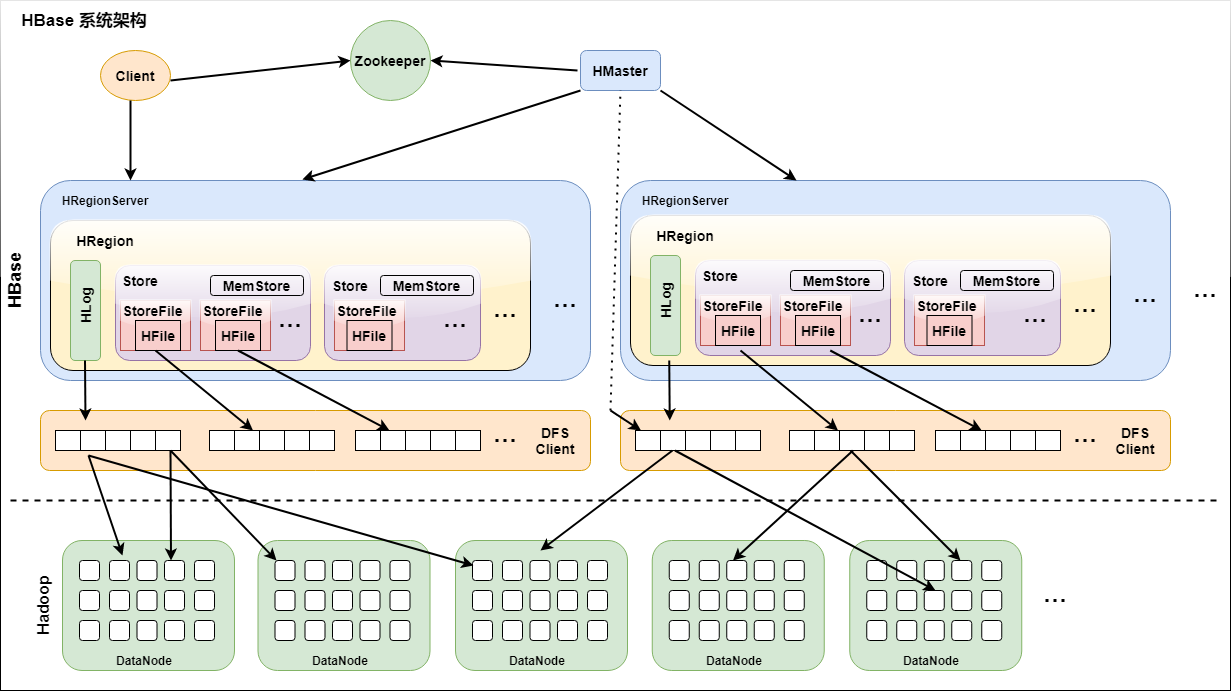 HBase 系统架构
Client
Zookeeper
HMaster
HBase
HRegionServer
HRegion
HLog
Store
MemStore
StoreFile
HFile
StoreFile
HFile
...
Store
MemStore
StoreFile
HFile
...
...
...
HRegionServer
HRegion
HLog
Store
MemStore
StoreFile
HFile
StoreFile
HFile
...
Store
MemStore
StoreFile
HFile
...
...
...
...
...
DFS
Client
...
DFS
Client
Hadoop
DataNode
DataNode
DataNode
DataNode
DataNode
...